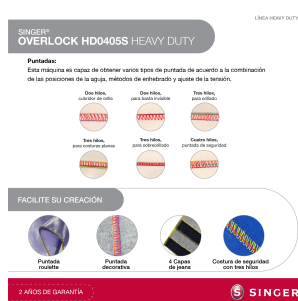 LÍNEA HEAVY DUTY
SINGER®
OVERLOCK HD0405S HEAVY DUTY
Puntadas:
Esta máquina es capaz de obtener varios tipos de puntada de acuerdo a la combinación
de las posiciones de la aguja, métodos de enhebrado y ajuste de la tensión.
Dos hilos,
cubridor de orilla
Dos hilos,
para basta invisible
Tres hilos,
para orillado
Tres hilos,
para costuras planas
Tres hilos,
para sobreorillado
Cuatro hilos,
puntada de seguridad
FACILITE SU CREACIÓN
Puntada
roulette
Puntada
decorativa
4 Capas
de jeans
Costura de seguridad
con tres hilos
2 AÑOS DE GARANTÍA
SINGER